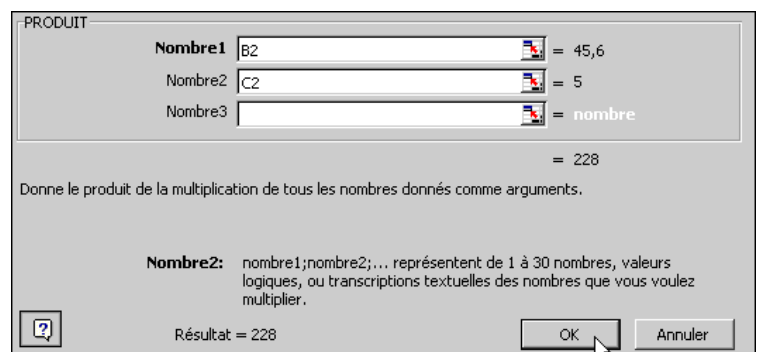 PRODUIT
Nombre1 B2 = 45,6
Nombre2 C2 = 5
Nombre3 = nombre
= 228
Donne le produit de la multiplication de tous les nombres donnés comme arguments.
Nombre2: nombre1;nombre2;... représentent de 1 à 30 nombres, valeurs
logiques, ou transcriptions textuelles des nombres que vous voulez
multiplier.
? Résultat = 228 OK Annuler